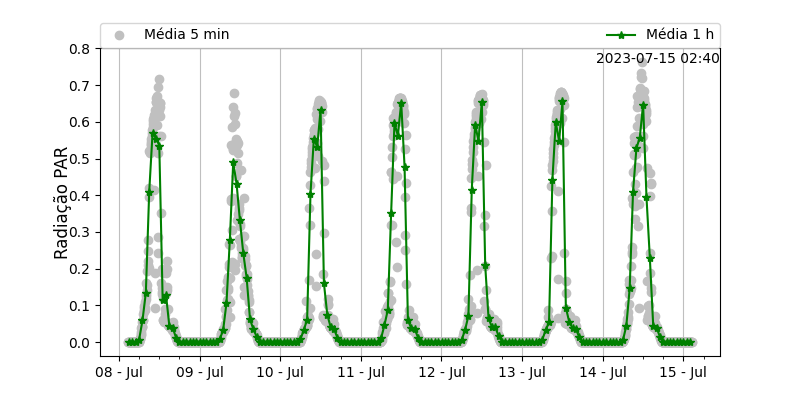 Média 5 min
Média 1 h
2023-07-15 02:40
Radiação PAR
0.8
0.7
0.6
0.5
0.4
0.3
0.2
0.1
0.0
08 - Jul
09 - Jul
10 - Jul
11 - Jul
12 - Jul
13 - Jul
14 - Jul
15 - Jul